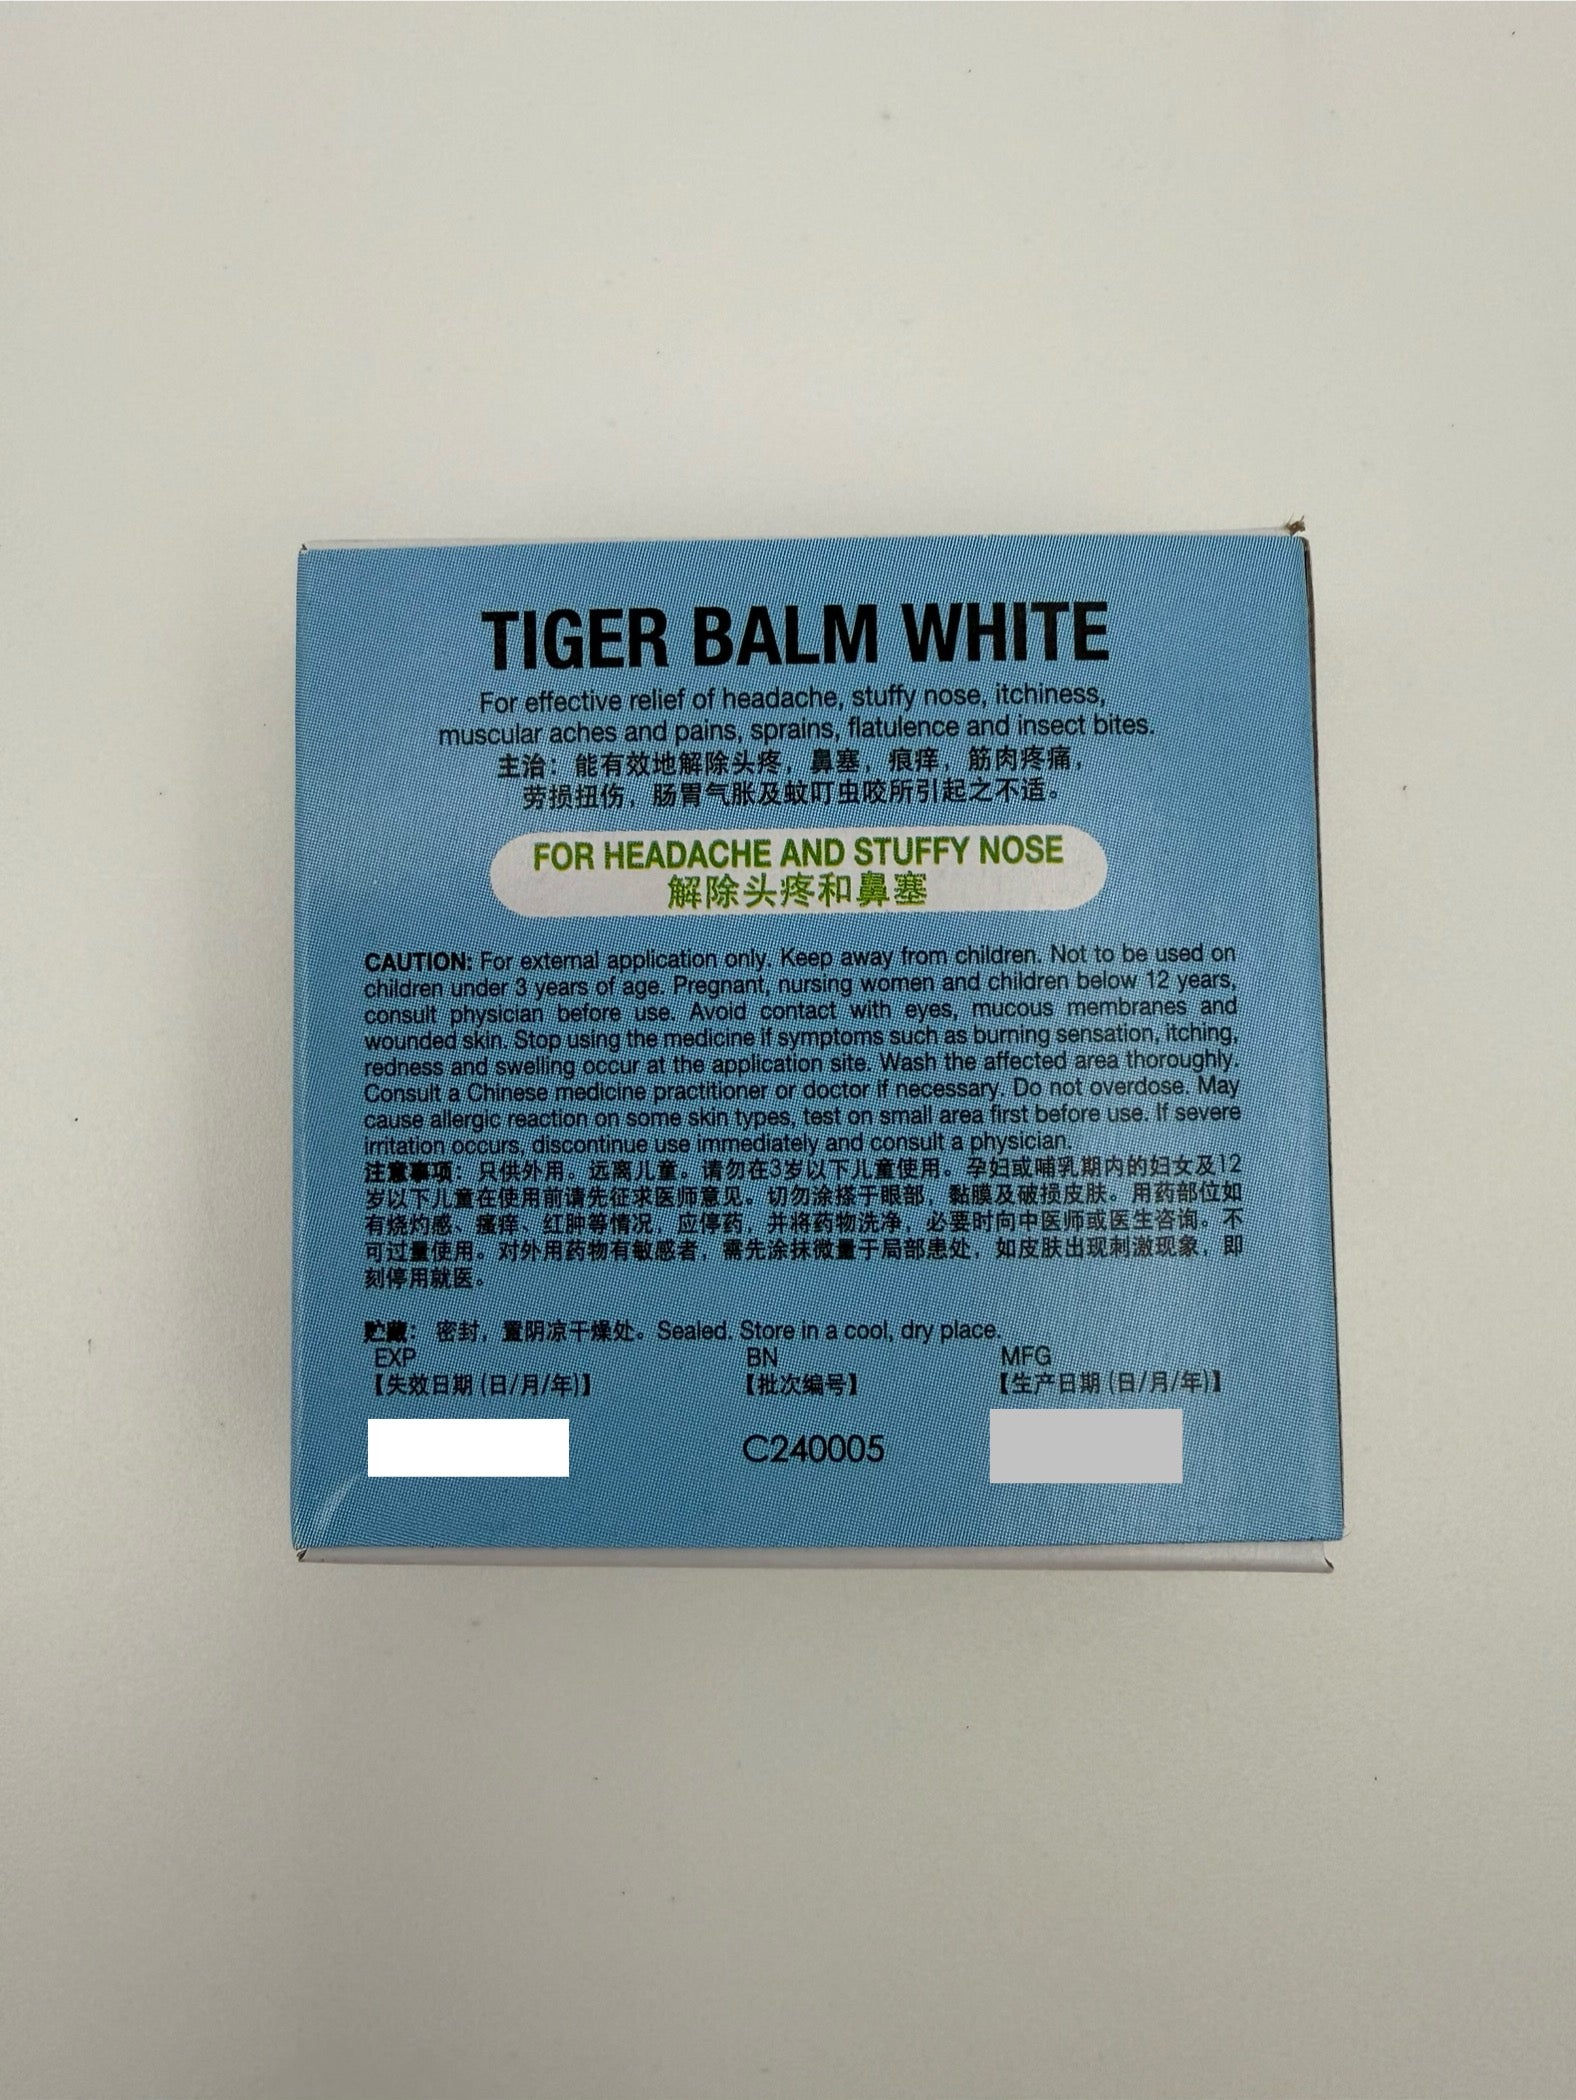 TIGER BALM WHITE
For effective relief of headache, stuffy nose, itchiness,
muscular aches and pains, sprains, flatulence and insect bites.
主治：能有效地解除头疼，鼻塞，痕痒，筋肉疼痛，
劳损扭伤，肠胃气胀及蚊叮虫咬所引起之不适。
FOR HEADACHE AND STUFFY NOSE
解除头疼和鼻塞
CAUTION: For external application only. Keep away from children. Not to be used on
children under 3 years of age. Pregnant, nursing women and children below 12 years,
consult physician before use. Avoid contact with eyes, mucous membranes and
wounded skin. Stop using the medicine if symptoms such as burning sensation, itching,
redness and swelling occur at the application site. Wash the affected area thoroughly.
Consult a Chinese medicine practitioner or doctor if necessary. Do not overdose. May
cause allergic reaction on some skin types, test on small area first before use. If severe
irritation occurs, discontinue use immediately and consult a physician.
注意事项：只供外用。远离儿童。请勿在3岁以下儿童使用。孕妇或哺乳期内的妇女及12
岁以下儿童在使用前请先征求医师意见。切勿涂搽于眼部，黏膜及破损皮肤。用药部位如
有烧灼感、瘙痒、红肿等情况，应停药，并将药物洗净，必要时向中医师或医生咨询。不
可过量使用。对外用药物有敏感者，需先涂抹微量于局部患处，如皮肤出现刺激现象，即
刻停用就医。
贮藏：密封，置阴凉干燥处。Sealed. Store in a cool, dry place.
EXP BN MFG
【失效日期 (日/月/年)】 【批次编号】 【生产日期 (日/月/年)】
C240005